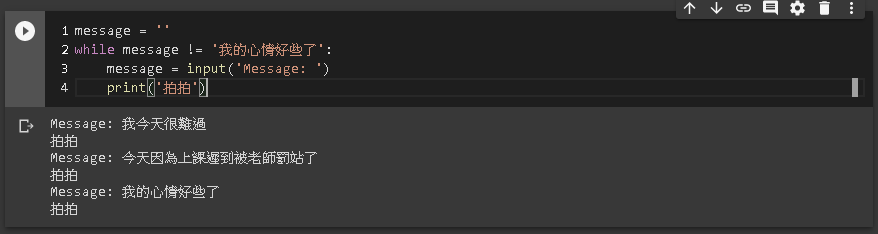 1 message = ''
2 while message != '我的心情好些了':
3     message = input('Message: ')
4     print('拍拍')
Message: 我今天很難過
拍拍
Message: 今天因為上課遲到被老師罰站了
拍拍
Message: 我的心情好些了
拍拍